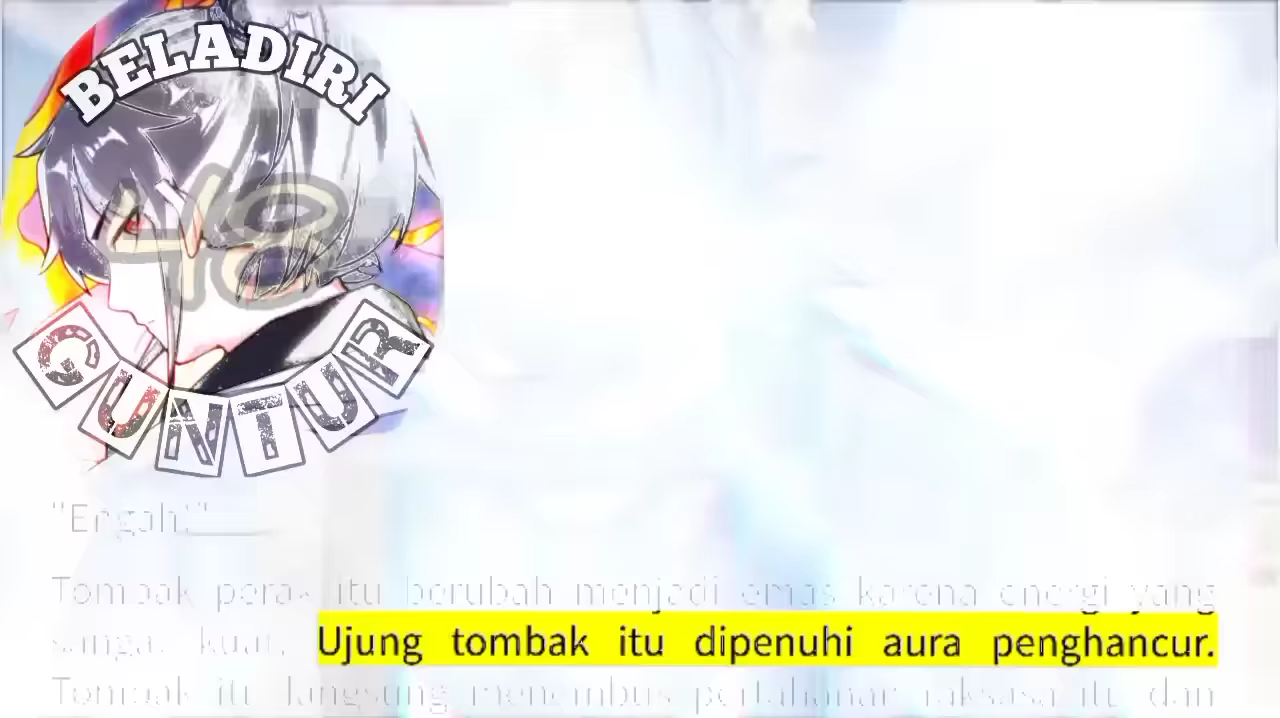 BELADIRI
GUNTUR
"Engah!"
Tombak perak itu berubah menjadi emas karena energi yang
sangat kuat. Ujung tombak itu dipenuhi aura penghancur.
Tombak itu langsung menembus pertahanan raksasa itu dan